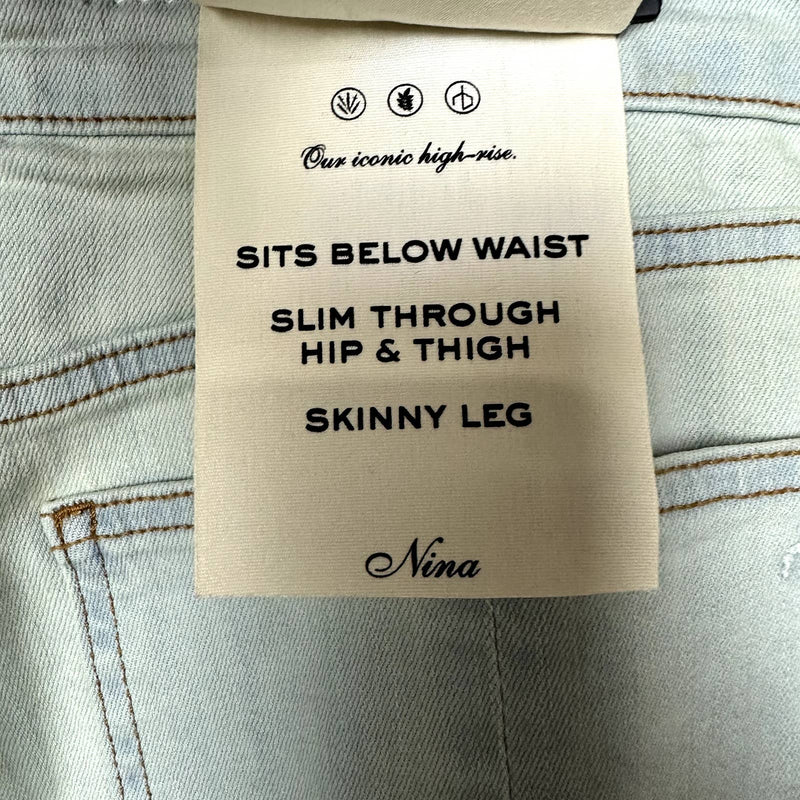 Our iconic high-rise.
SITS BELOW WAIST
SLIM THROUGH
HIP & THIGH
SKINNY LEG
Nina